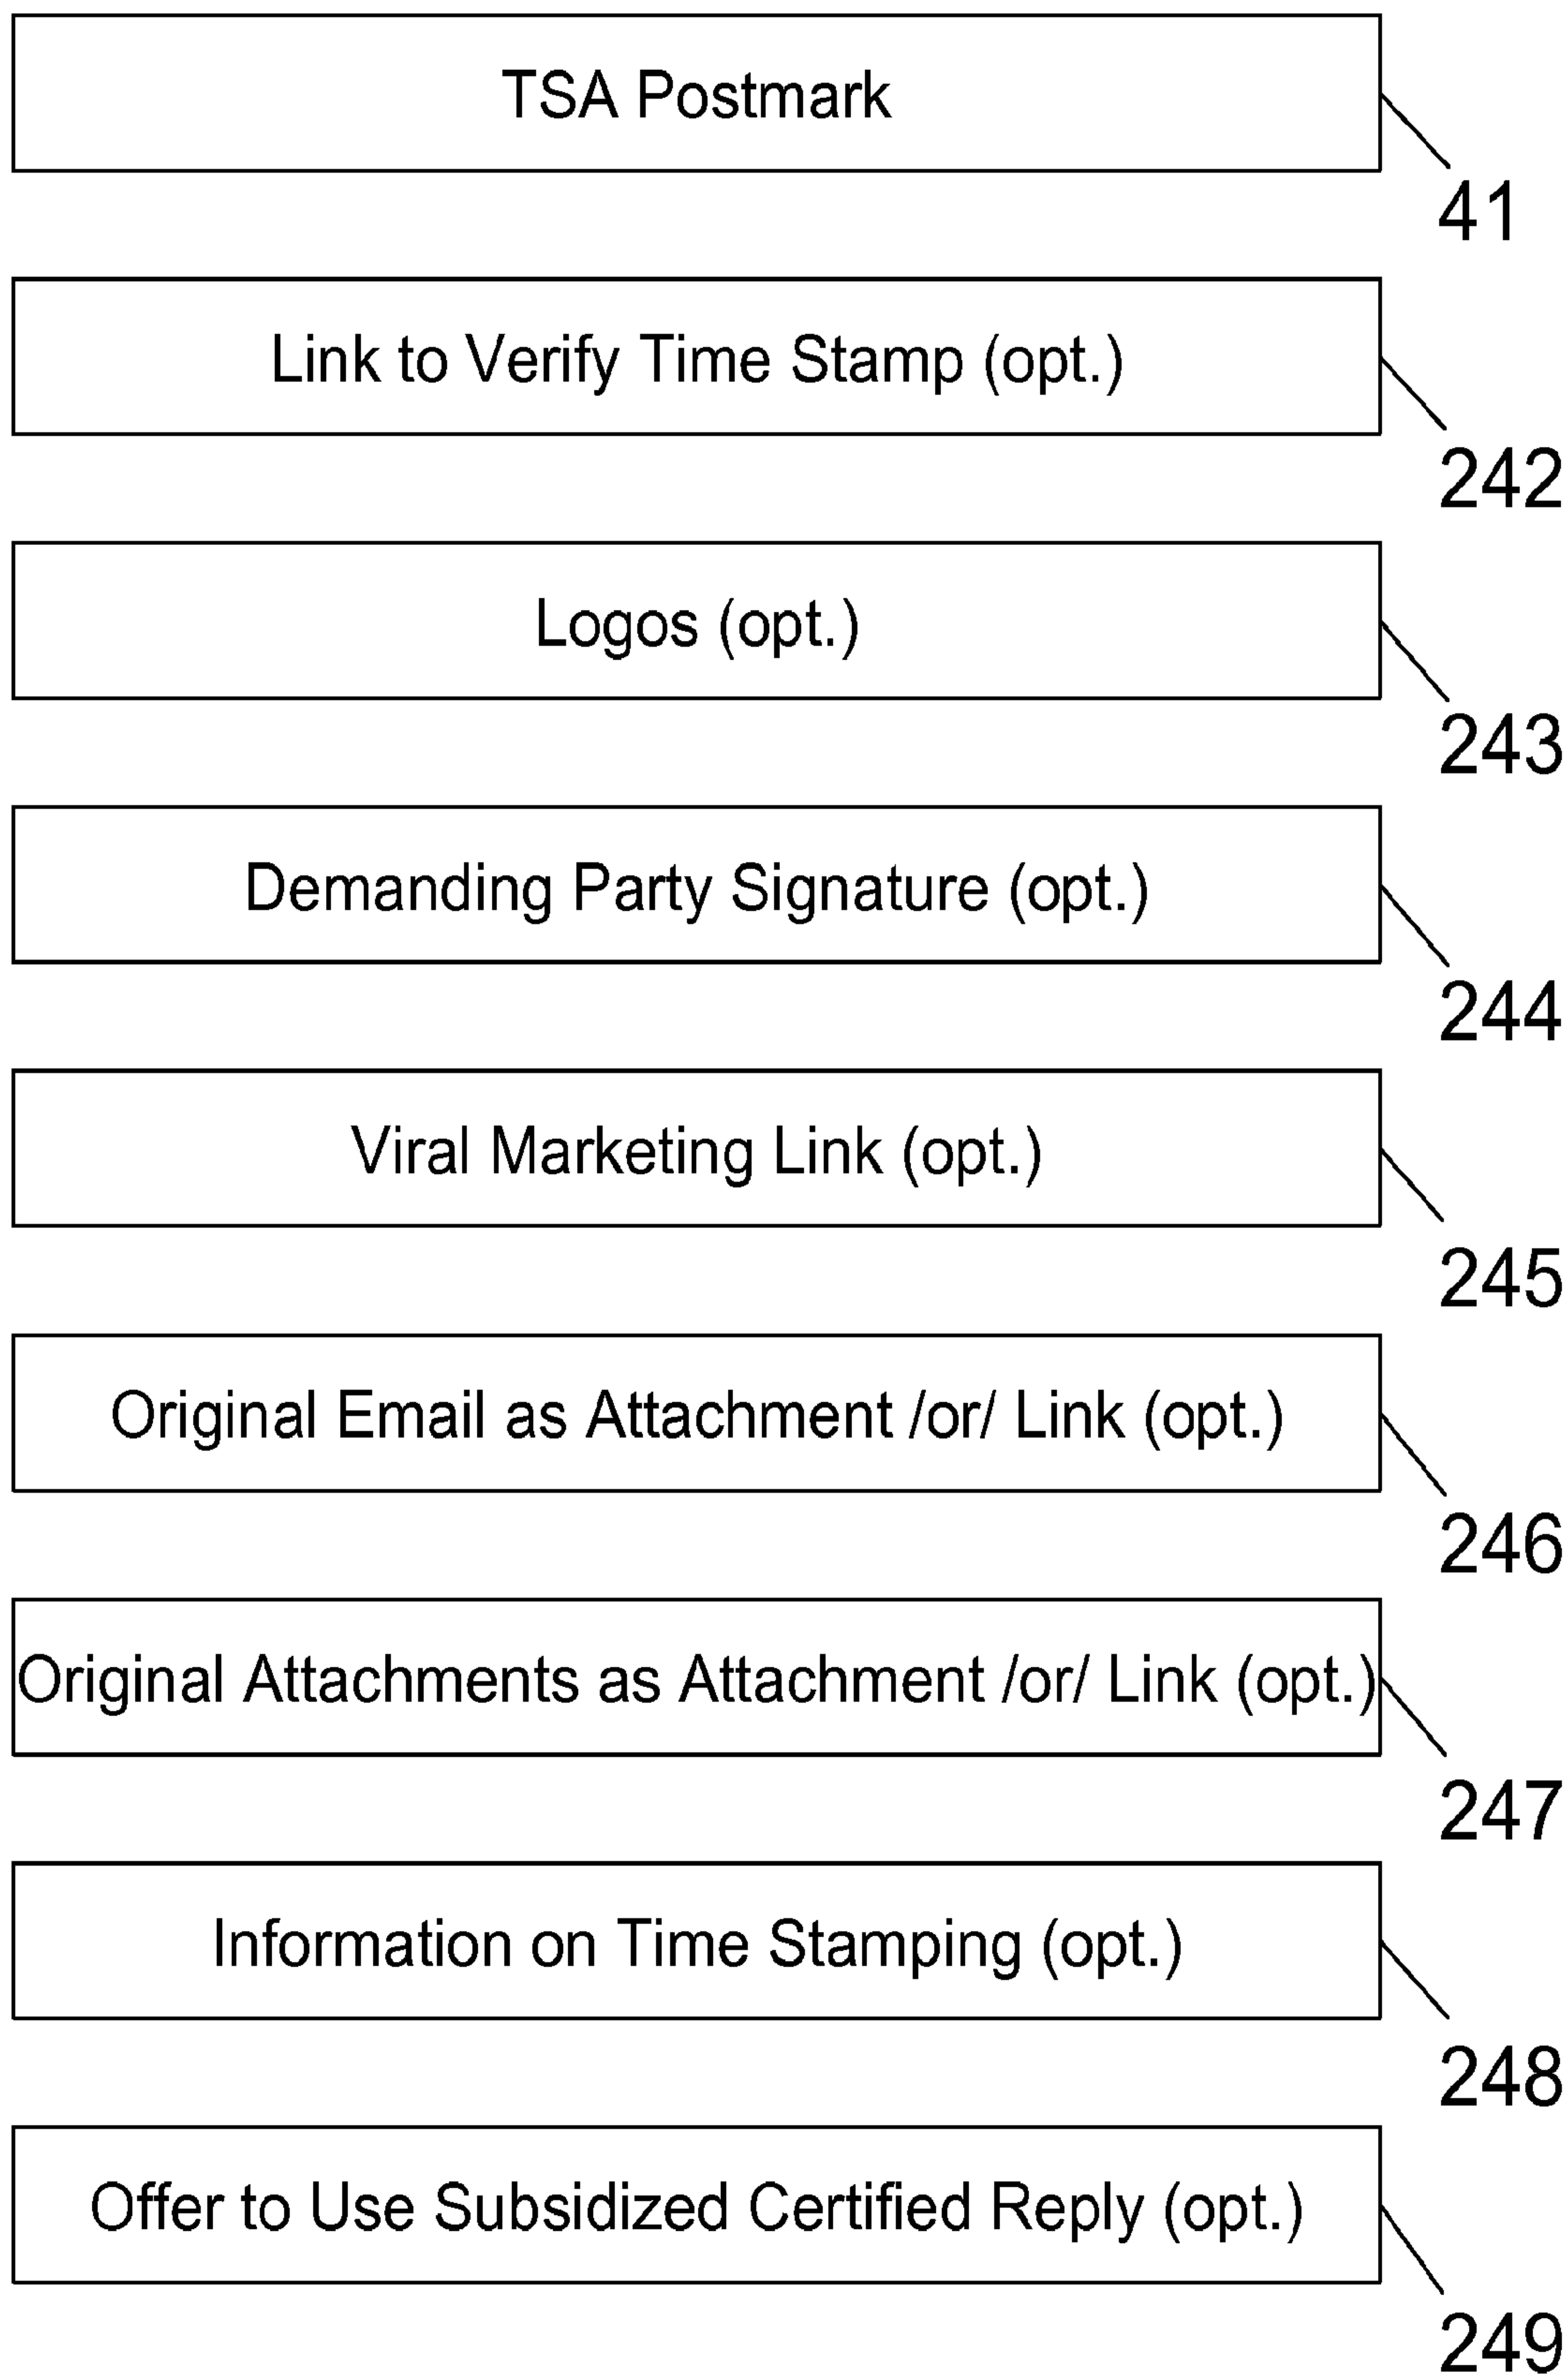 TSA Postmark
41
Link to Verify Time Stamp (opt.)
242
Logos (opt.)
243
Demanding Party Signature (opt.)
244
Viral Marketing Link (opt.)
245
Original Email as Attachment /or/ Link (opt.)
246
Original Attachments as Attachment /or/ Link (opt.)
247
Information on Time Stamping (opt.)
248
Offer to Use Subsidized Certified Reply (opt.)
249